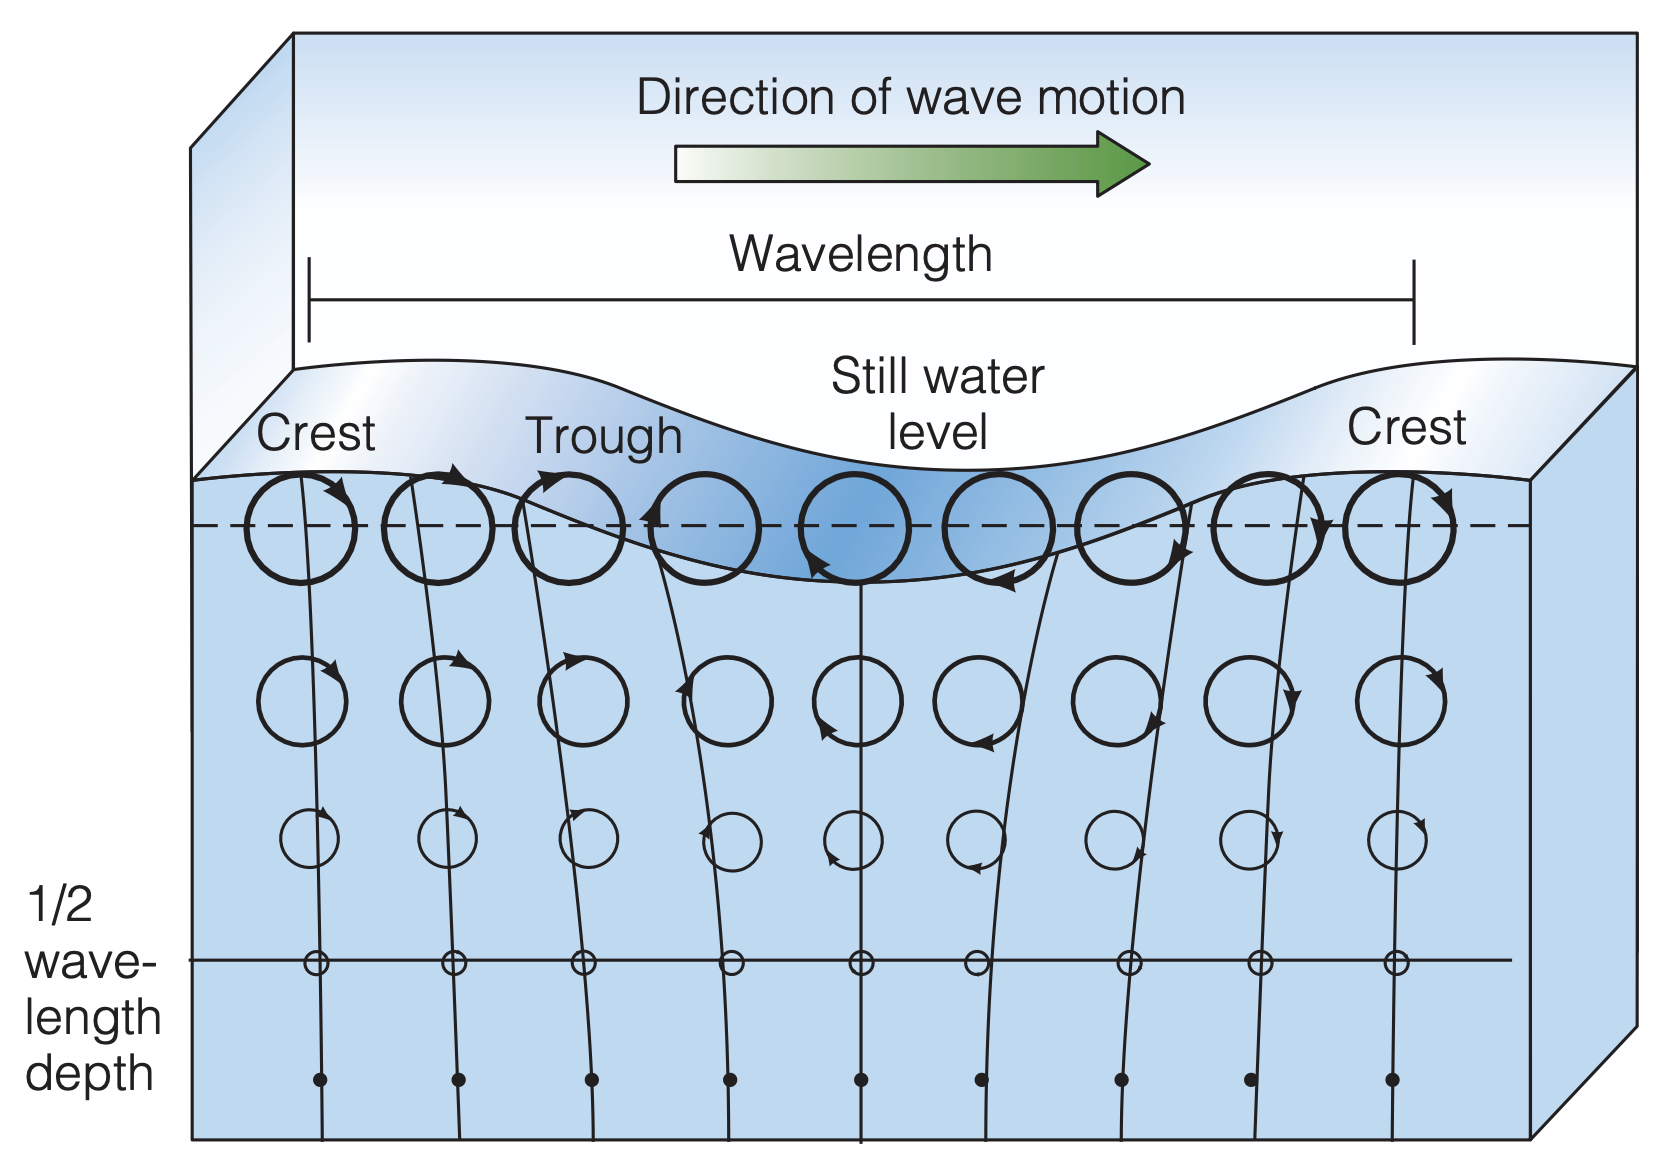 Direction of wave motion
Wavelength
Still water
level
Crest
Trough
Crest
1/2
wave-
length
depth